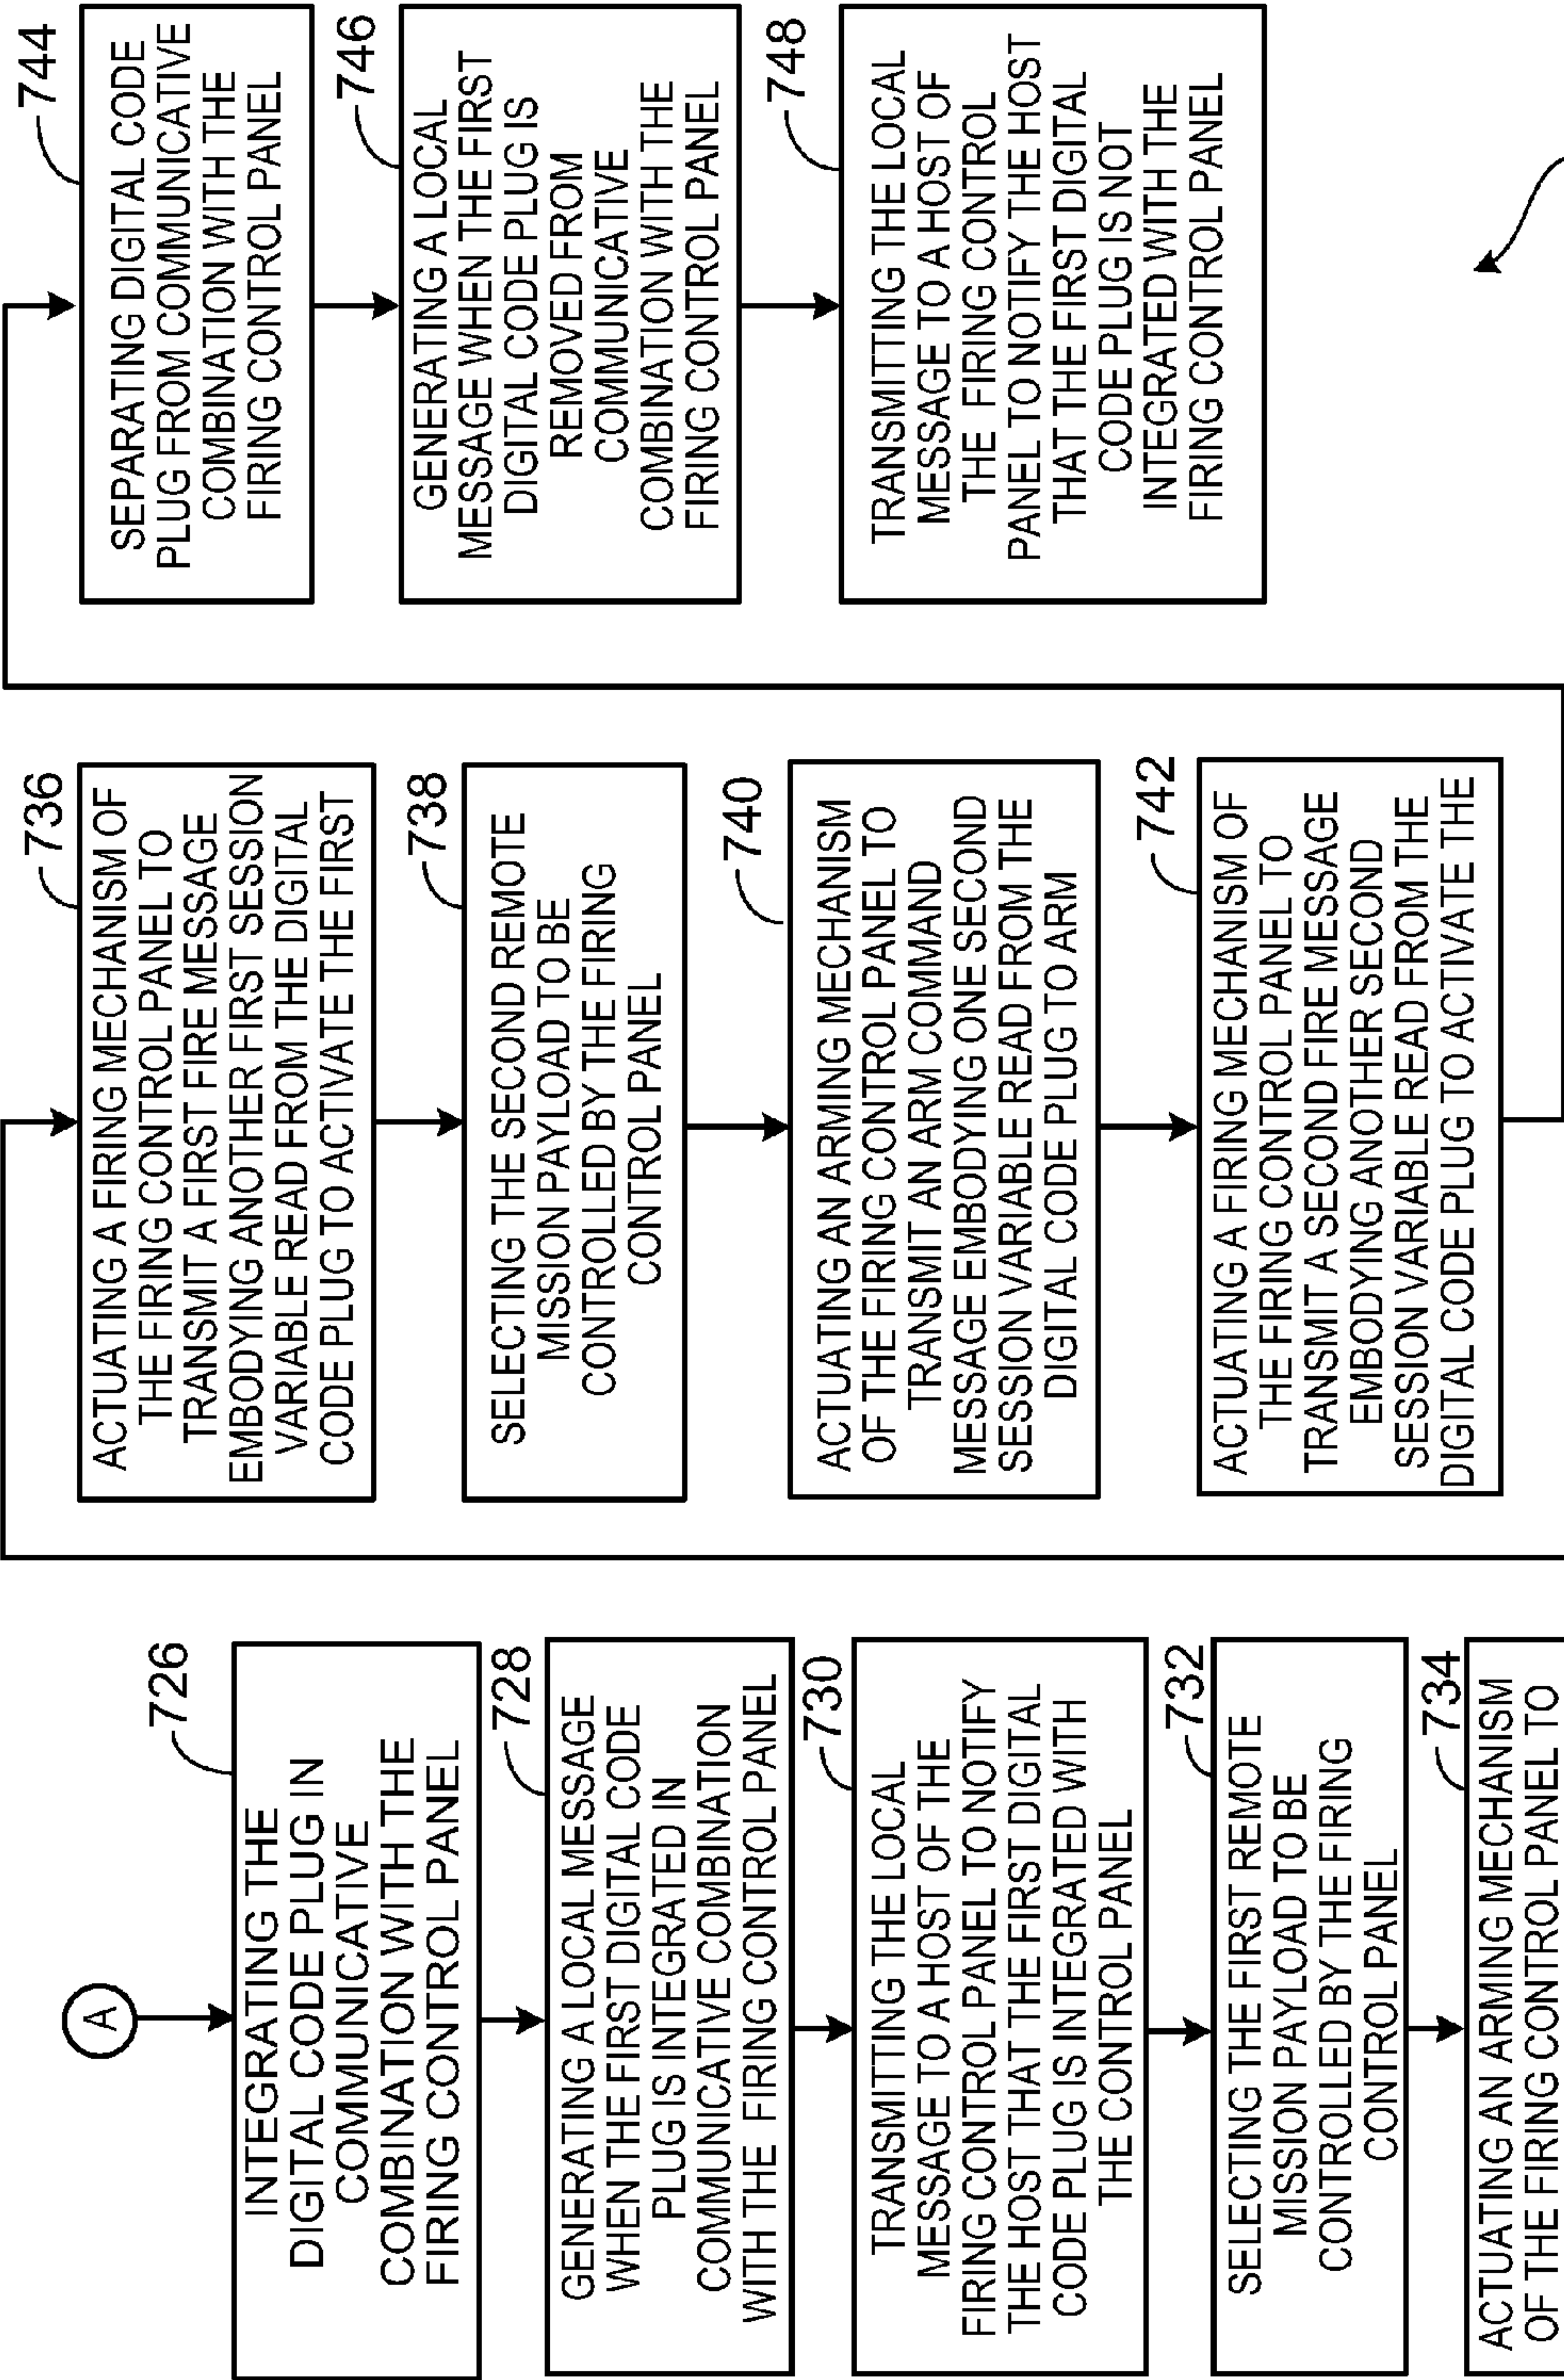 A
726
INTEGRATING THE
DIGITAL CODE PLUG IN
COMMUNICATIVE
COMBINATION WITH THE
FIRING CONTROL PANEL
728
GENERATING A LOCAL MESSAGE
WHEN THE FIRST DIGITAL CODE
PLUG IS INTEGRATED IN
COMMUNICATIVE COMBINATION
WITH THE FIRING CONTROL PANEL
730
TRANSMITTING THE LOCAL
MESSAGE TO A HOST OF THE
FIRING CONTROL PANEL TO NOTIFY
THE HOST THAT THE FIRST DIGITAL
CODE PLUG IS INTEGRATED WITH
THE CONTROL PANEL
732
SELECTING THE FIRST REMOTE
MISSION PAYLOAD TO BE
CONTROLLED BY THE FIRING
CONTROL PANEL
734
ACTUATING AN ARMING MECHANISM
OF THE FIRING CONTROL PANEL TO
736
ACTUATING A FIRING MECHANISM OF
THE FIRING CONTROL PANEL TO
TRANSMIT A FIRST FIRE MESSAGE
EMBODYING ANOTHER FIRST SESSION
VARIABLE READ FROM THE DIGITAL
CODE PLUG TO ACTIVATE THE FIRST
738
SELECTING THE SECOND REMOTE
MISSION PAYLOAD TO BE
CONTROLLED BY THE FIRING
CONTROL PANEL
740
ACTUATING AN ARMING MECHANISM
OF THE FIRING CONTROL PANEL TO
TRANSMIT AN ARM COMMAND
MESSAGE EMBODYING ONE SECOND
SESSION VARIABLE READ FROM THE
DIGITAL CODE PLUG TO ARM
742
ACTUATING A FIRING MECHANISM OF
THE FIRING CONTROL PANEL TO
TRANSMIT A SECOND FIRE MESSAGE
EMBODYING ANOTHER SECOND
SESSION VARIABLE READ FROM THE
DIGITAL CODE PLUG TO ACTIVATE THE
744
SEPARATING DIGITAL CODE
PLUG FROM COMMUNICATIVE
COMBINATION WITH THE
FIRING CONTROL PANEL
746
GENERATING A LOCAL
MESSAGE WHEN THE FIRST
DIGITAL CODE PLUG IS
REMOVED FROM
COMMUNICATIVE
COMBINATION WITH THE
FIRING CONTROL PANEL
748
TRANSMITTING THE LOCAL
MESSAGE TO A HOST OF
THE FIRING CONTROL
PANEL TO NOTIFY THE HOST
THAT THE FIRST DIGITAL
CODE PLUG IS NOT
INTEGRATED WITH THE
FIRING CONTROL PANEL